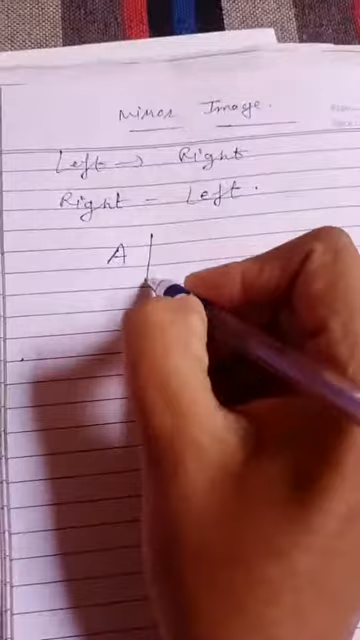 Mirror Image.
Left → Right
Right - Left.
A